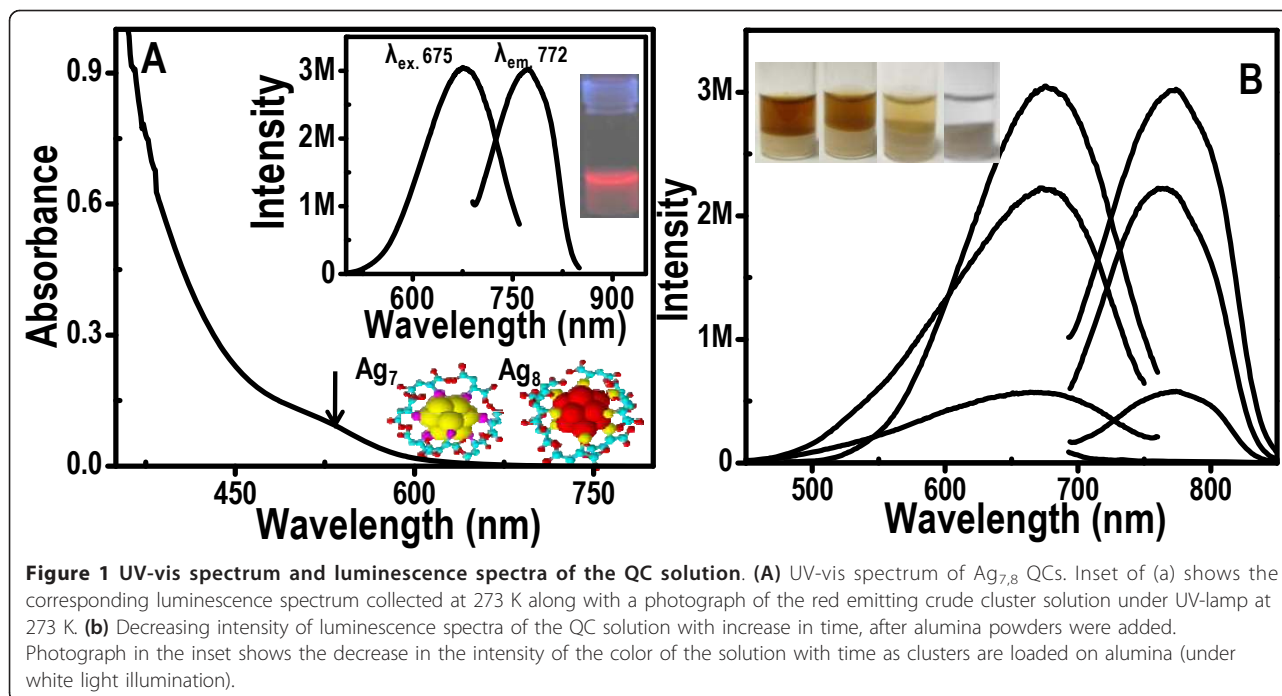 A
B
λex. 675
λem. 772
3M
2M
1M
0
Intensity
600
750
900
Wavelength (nm)
0.9
0.6
0.3
0.0
Absorbance
Ag7
Ag8
450
600
750
Wavelength (nm)
3M
2M
1M
0
Intensity
500
600
700
800
Wavelength (nm)
Figure 1 UV-vis spectrum and luminescence spectra of the QC solution. (A) UV-vis spectrum of Ag7,8 QCs. Inset of (a) shows the
corresponding luminescence spectrum collected at 273 K along with a photograph of the red emitting crude cluster solution under UV-lamp at
273 K. (b) Decreasing intensity of luminescence spectra of the QC solution with increase in time, after alumina powders were added.
Photograph in the inset shows the decrease in the intensity of the color of the solution with time as clusters are loaded on alumina (under
white light illumination).